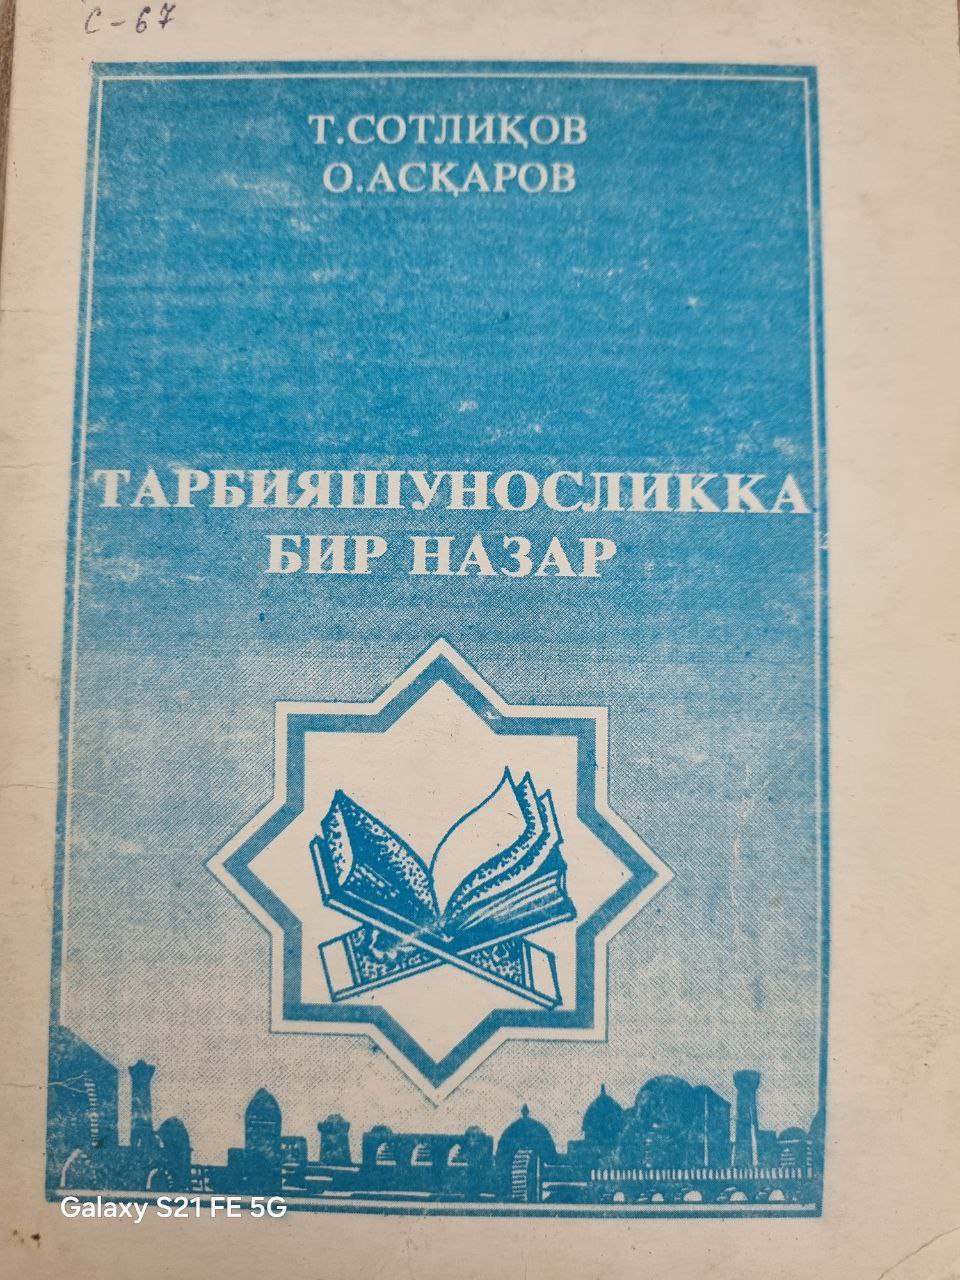 С-67
Т.СОТЛИҚОВ
О.АСҚАРОВ
ТАРБИЯШУНОСЛИККА
БИР НАЗАР
Galaxy S21 FE 5G